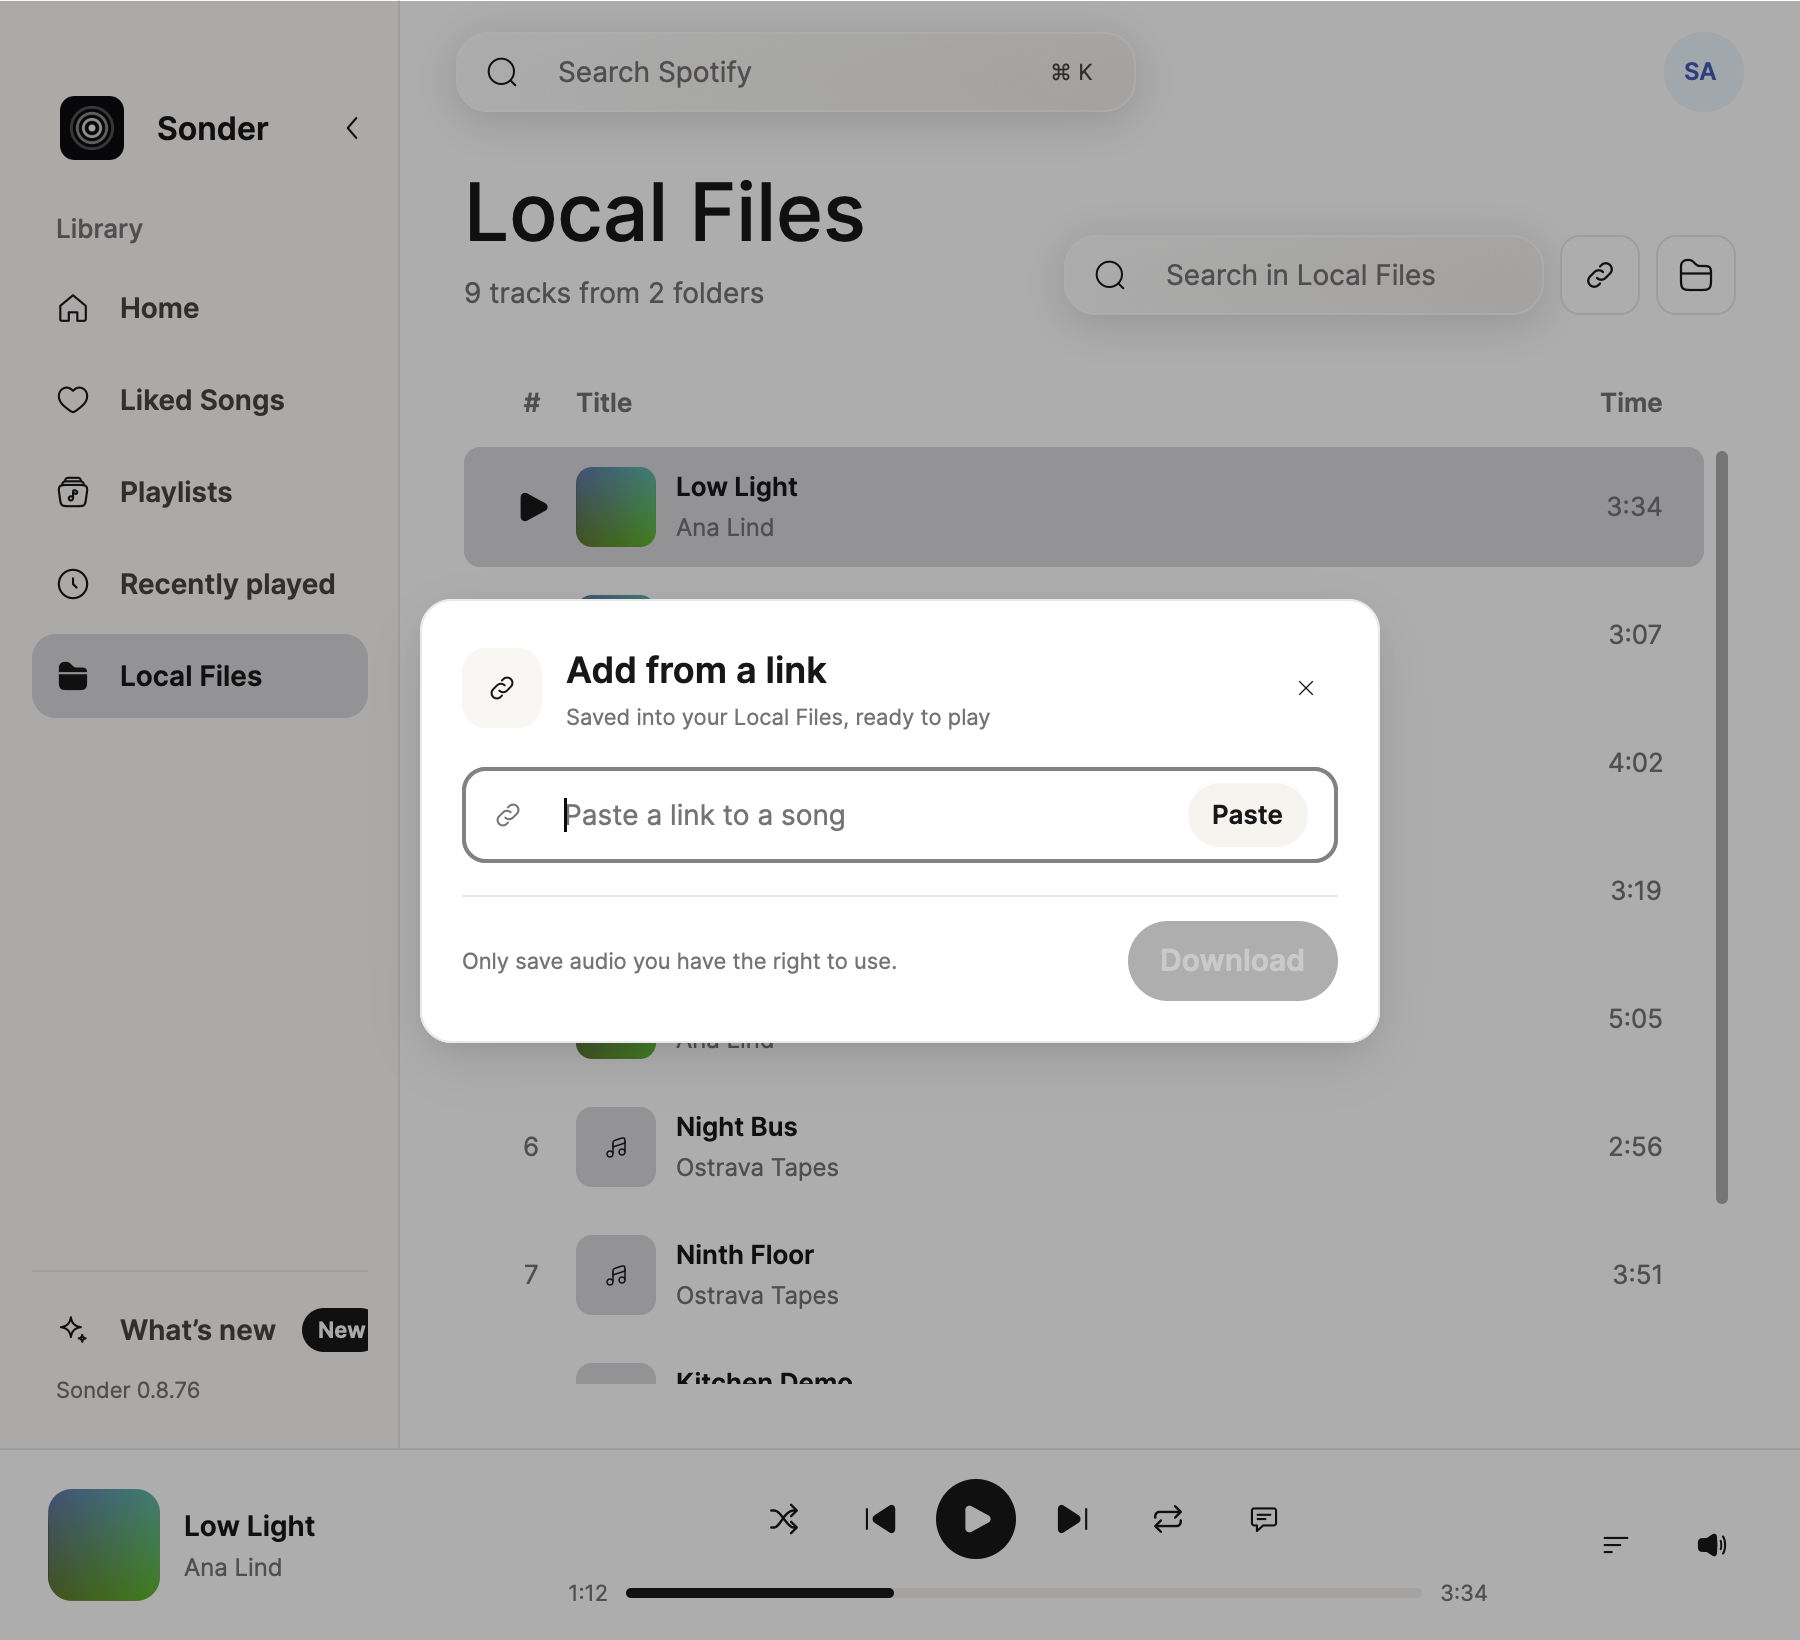 Search Spotify
⌘ K
SA
Sonder
Library
Home
Liked Songs
Playlists
Recently played
Local Files
What’s new
New
Sonder 0.8.76
Local Files
9 tracks from 2 folders
Search in Local Files
# Title Time
Low Light
Ana Lind
3:34
3:07
4:02
3:19
5:05
Add from a link
Saved into your Local Files, ready to play
Paste a link to a song
Paste
Only save audio you have the right to use.
Download
Ana Lind
6
Night Bus
Ostrava Tapes
2:56
7
Ninth Floor
Ostrava Tapes
3:51
Kitchen Demo
Low Light
Ana Lind
1:12
3:34